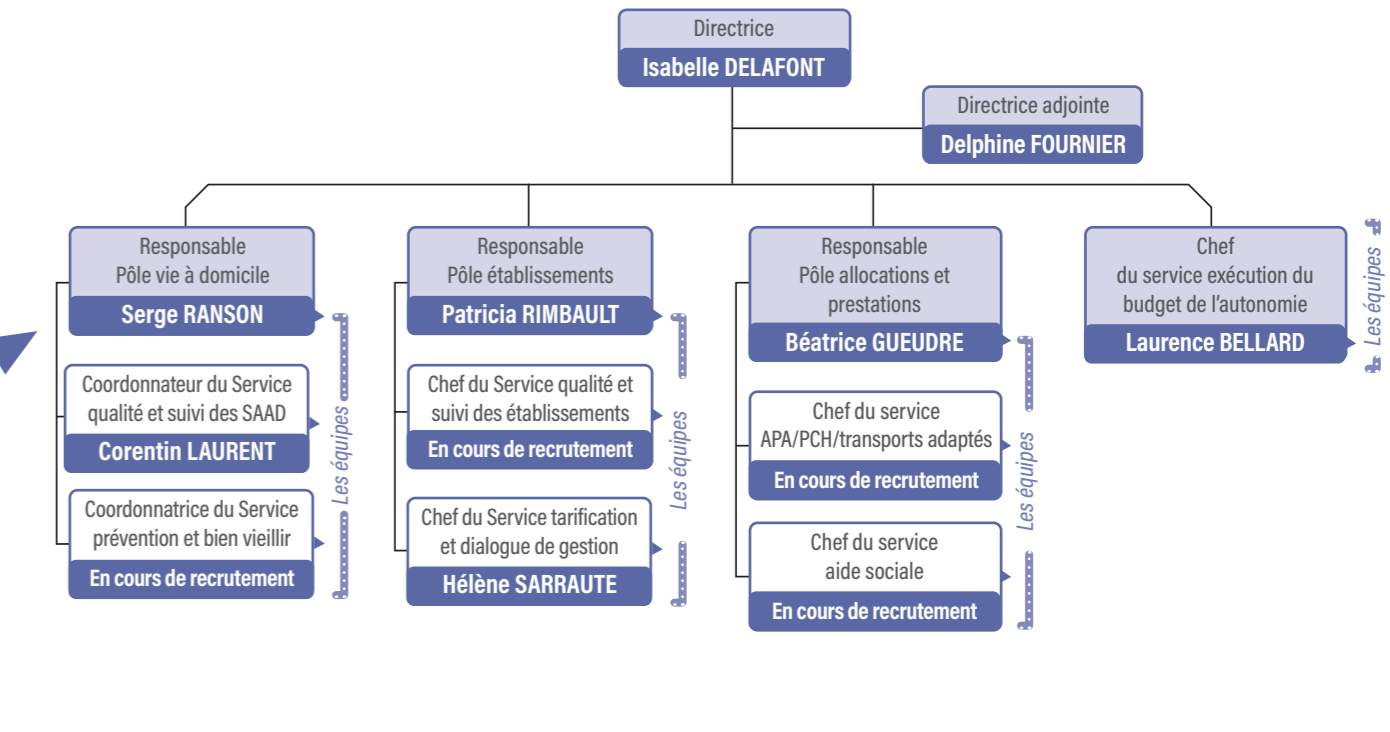 Directrice
Isabelle DELAFONT
Directrice adjointe
Delphine FOURNIER
Responsable
Pôle vie à domicile
Serge RANSON
Coordonnateur du Service
qualité et suivi des SAAD
Corentin LAURENT
Coordonnatrice du Service
prévention et bien vieillir
En cours de recrutement
Les équipes
Responsable
Pôle établissements
Patricia RIMBAULT
Chef du Service qualité et
suivi des établissements
En cours de recrutement
Chef du Service tarification
et dialogue de gestion
Hélène SARRAUTE
Les équipes
Responsable
Pôle allocations et
prestations
Béatrice GUEUDRE
Chef du service
APA/PCH/transports adaptés
En cours de recrutement
Chef du service
aide sociale
En cours de recrutement
Les équipes
Chef
du service exécution du
budget de l’autonomie
Laurence BELLARD
Les équipes